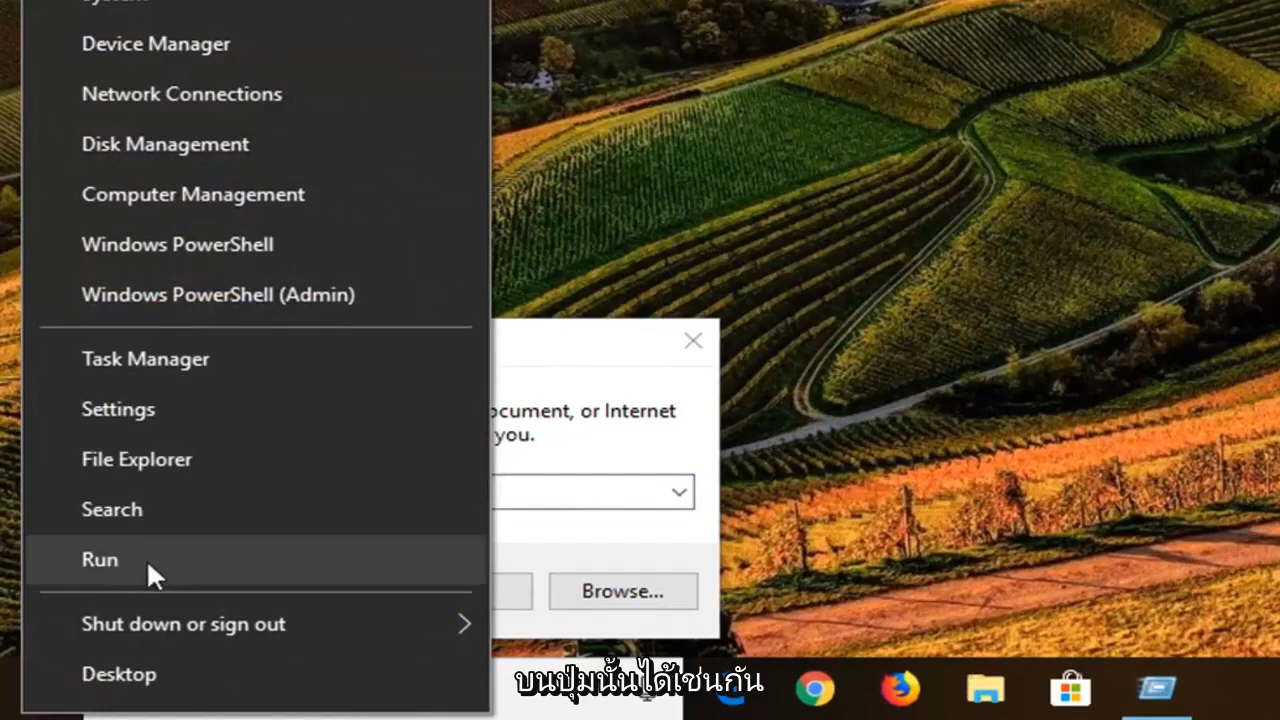 Device Manager
Network Connections
Disk Management
Computer Management
Windows PowerShell
Windows PowerShell (Admin)
Task Manager
Settings
File Explorer
Search
Run
Shut down or sign out
Desktop
ocument, or Internet
you.
Browse...
บนปุ่มนั้นได้เช่นกัน